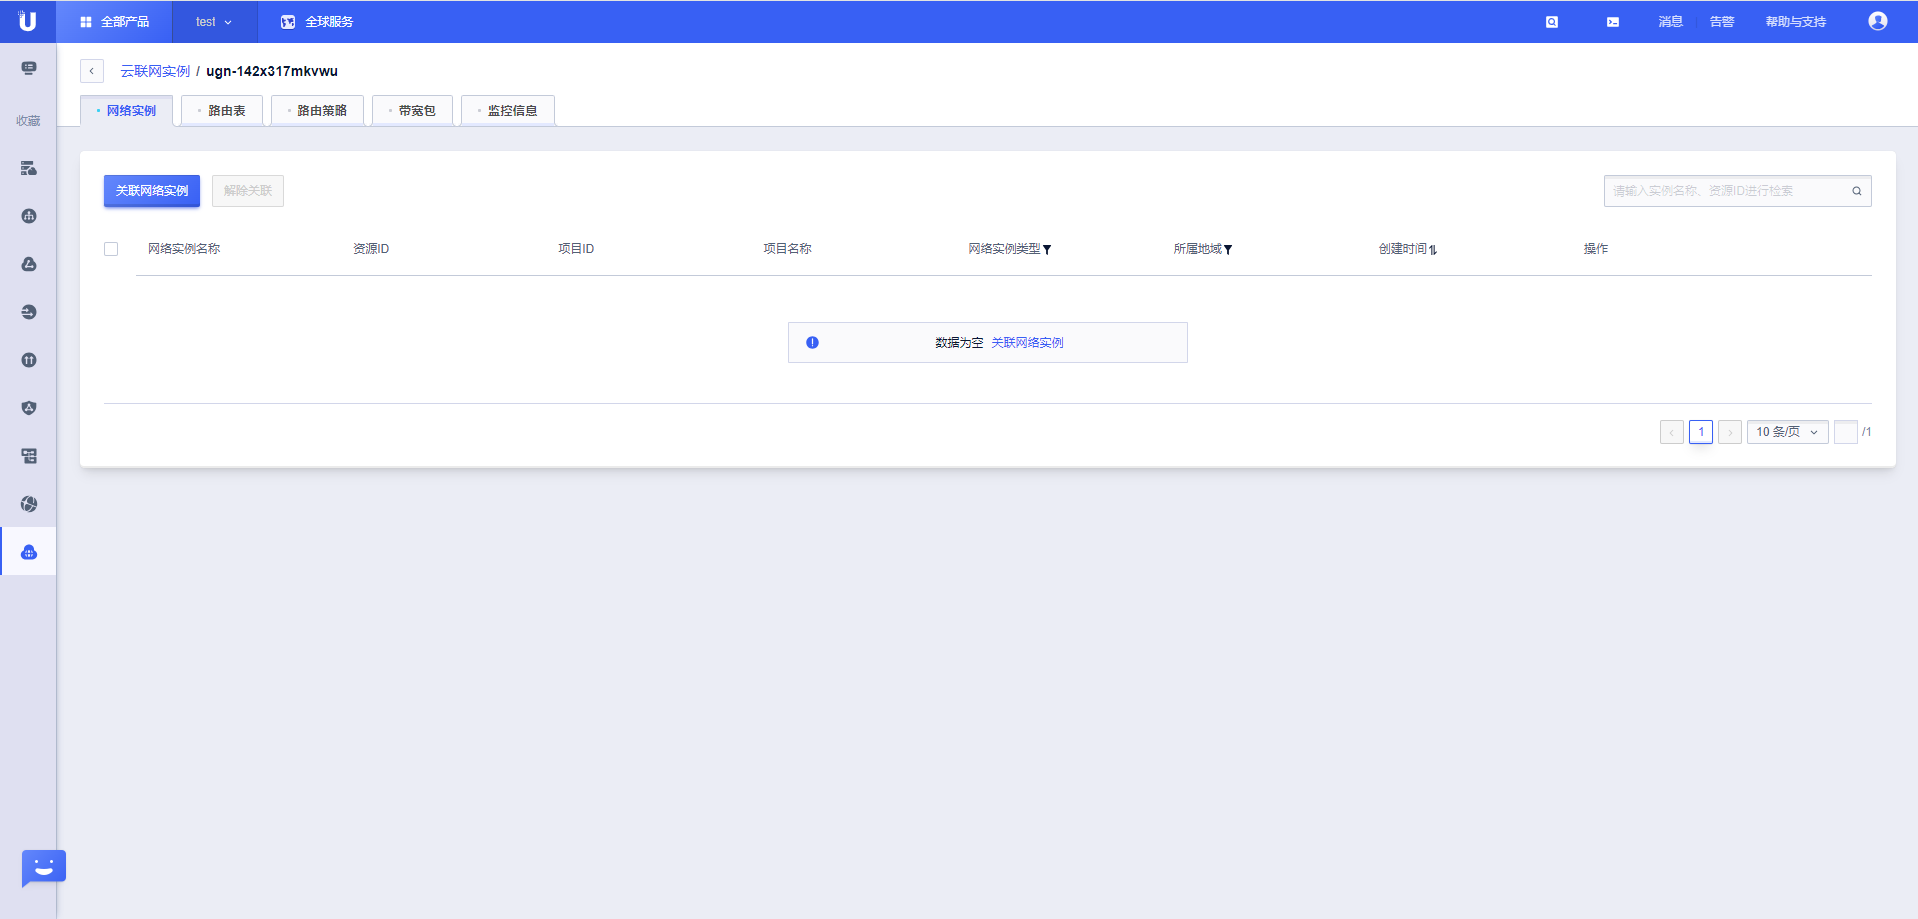 U 全部产品 test 全球服务 消息 告警 帮助与支持
收藏
云联网实例 / ugn-142x317mkvwu
网络实例 路由表 路由策略 带宽包 监控信息
关联网络实例 解除关联 请输入实例名称、资源ID进行检索
网络实例名称 资源ID 项目ID 项目名称 网络实例类型 所属地域 创建时间 操作
数据为空 关联网络实例
1 10 条/页 /1